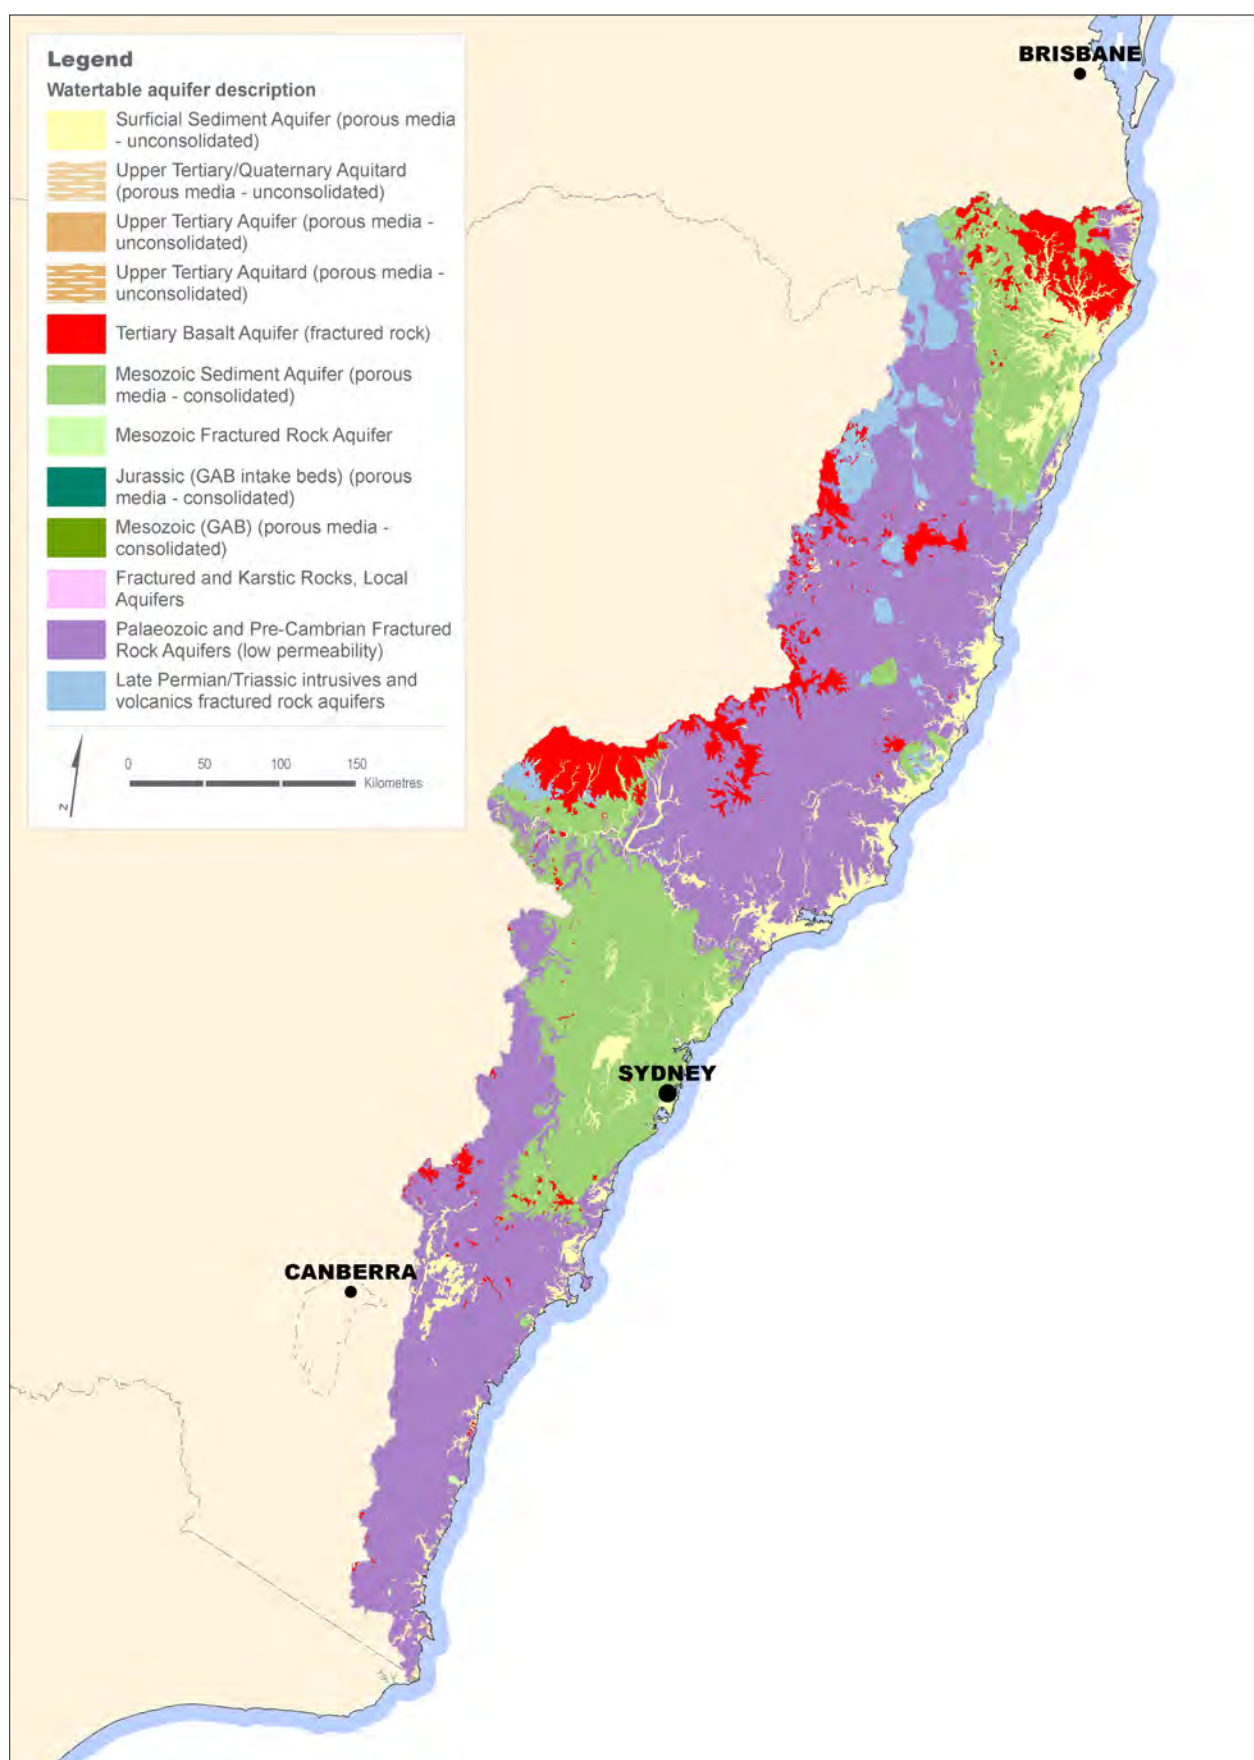 BRISBANE
Legend
Watertable aquifer description
Surficial Sediment Aquifer (porous media
- unconsolidated)
Upper Tertiary/Quaternary Aquitard
(porous media - unconsolidated)
Upper Tertiary Aquifer (porous media -
unconsolidated)
Upper Tertiary Aquitard (porous media -
unconsolidated)
Tertiary Basalt Aquifer (fractured rock)
Mesozoic Sediment Aquifer (porous
media - consolidated)
Mesozoic Fractured Rock Aquifer
Jurassic (GAB intake beds) (porous
media - consolidated)
Mesozoic (GAB) (porous media -
consolidated)
Fractured and Karstic Rocks, Local
Aquifers
Palaeozoic and Pre-Cambrian Fractured
Rock Aquifers (low permeability)
Late Permian/Triassic intrusives and
volcanics fractured rock aquifers
0 50 100 150
Kilometres
N
SYDNEY
CANBERRA